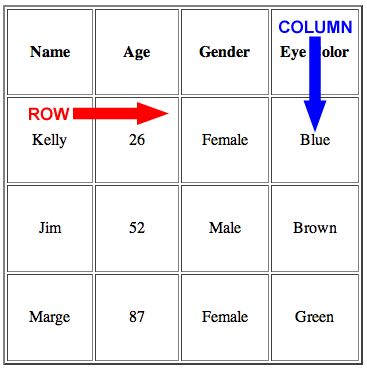 COLUMN
Name Age Gender Eye Color
ROW
Kelly 26 Female Blue
Jim 52 Male Brown
Marge 87 Female Green